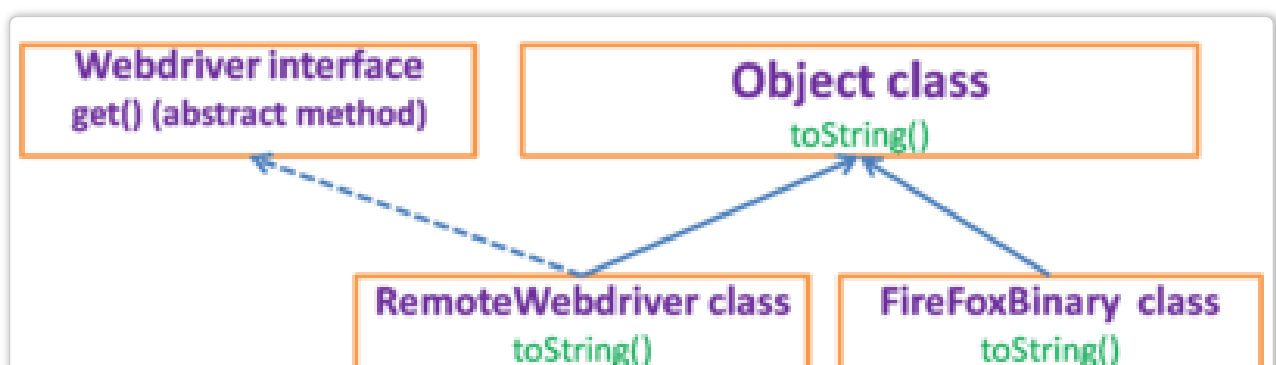 Webdriver interface
get() (abstract method)
Object class
toString()
RemoteWebdriver class
toString()
FireFoxBinary class
toString()